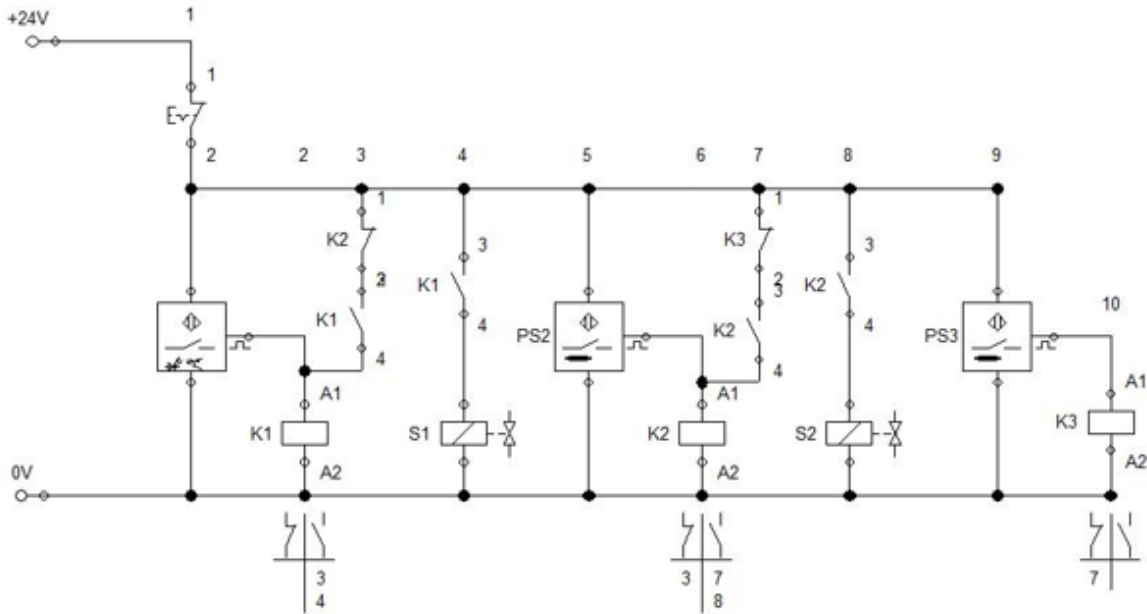 1
+24V
1
2 2 3 4 5 6 7 8 9
1 1
K2 3 K3 3
K1 K2
2 3 2 3
10
K1 4 PS2 K2 4 PS3
4 4
A1 A1 A1
K1 S1 K2 S2 K3
A2 A2 A2
0V
3 3 7 7
4 8